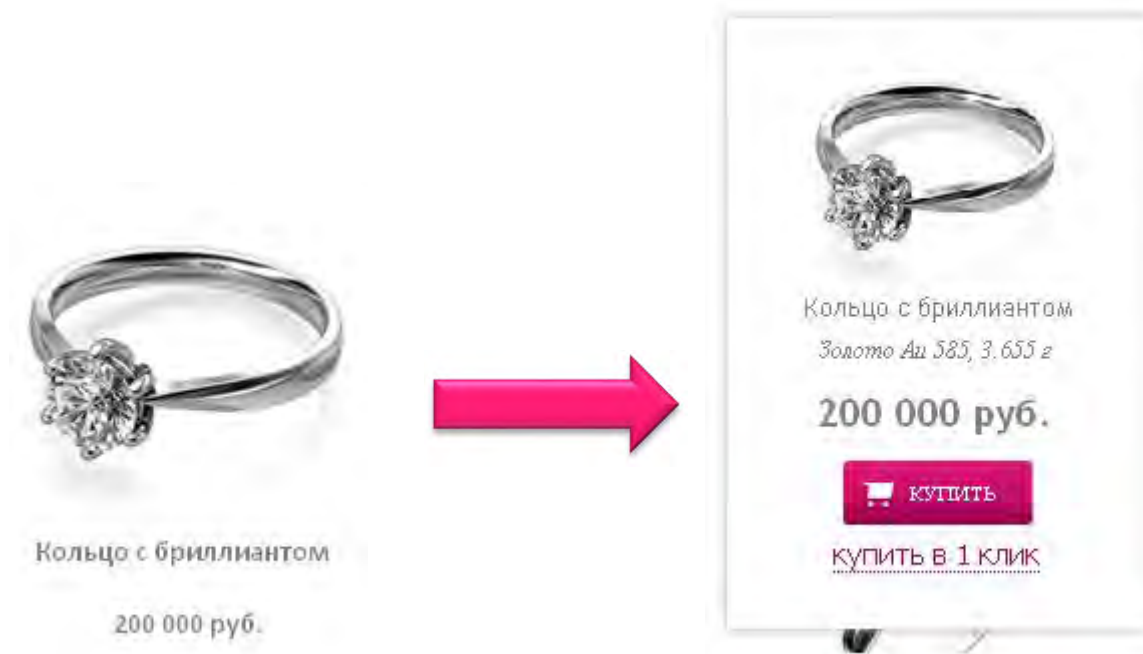 Кольцо с бриллиантом
200 000 руб.
Кольцо с бриллиантом
Золото Au 585, 3.655 г
200 000 руб.
КУПИТЬ
купить в 1 клик